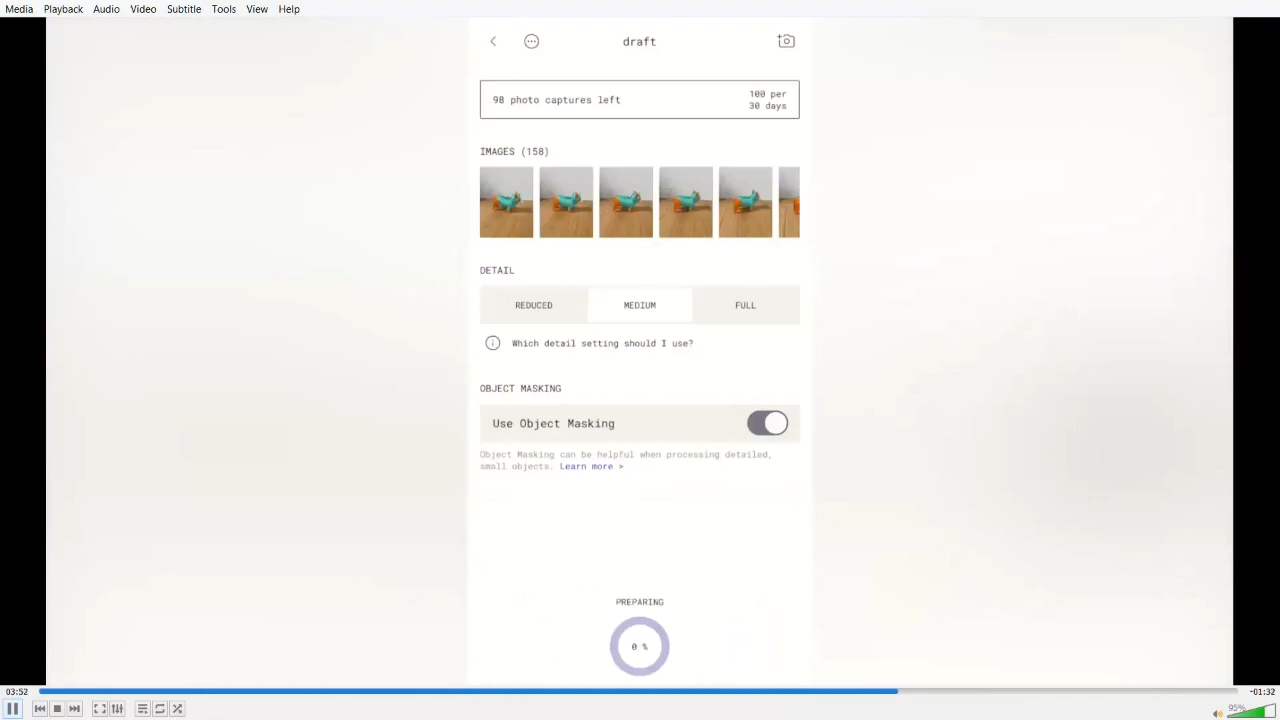 Media Playback Audio Video Subtitle Tools View Help
draft
98 photo captures left
100 per
30 days
IMAGES (158)
DETAIL
REDUCED MEDIUM FULL
Which detail setting should I use?
OBJECT MASKING
Use Object Masking
Object Masking can be helpful when processing detailed,
small objects. Learn more >
PREPARING
0 %
03:52 -01:32
95%